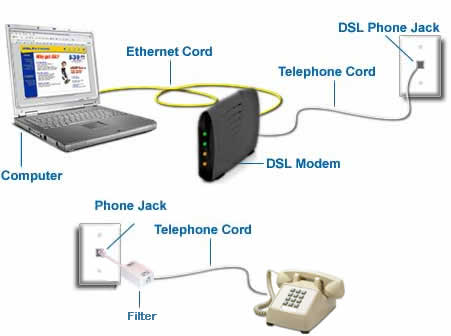 DSL Phone Jack
Ethernet Cord
Telephone Cord
DSL Modem
Computer
Phone Jack
Telephone Cord
Filter